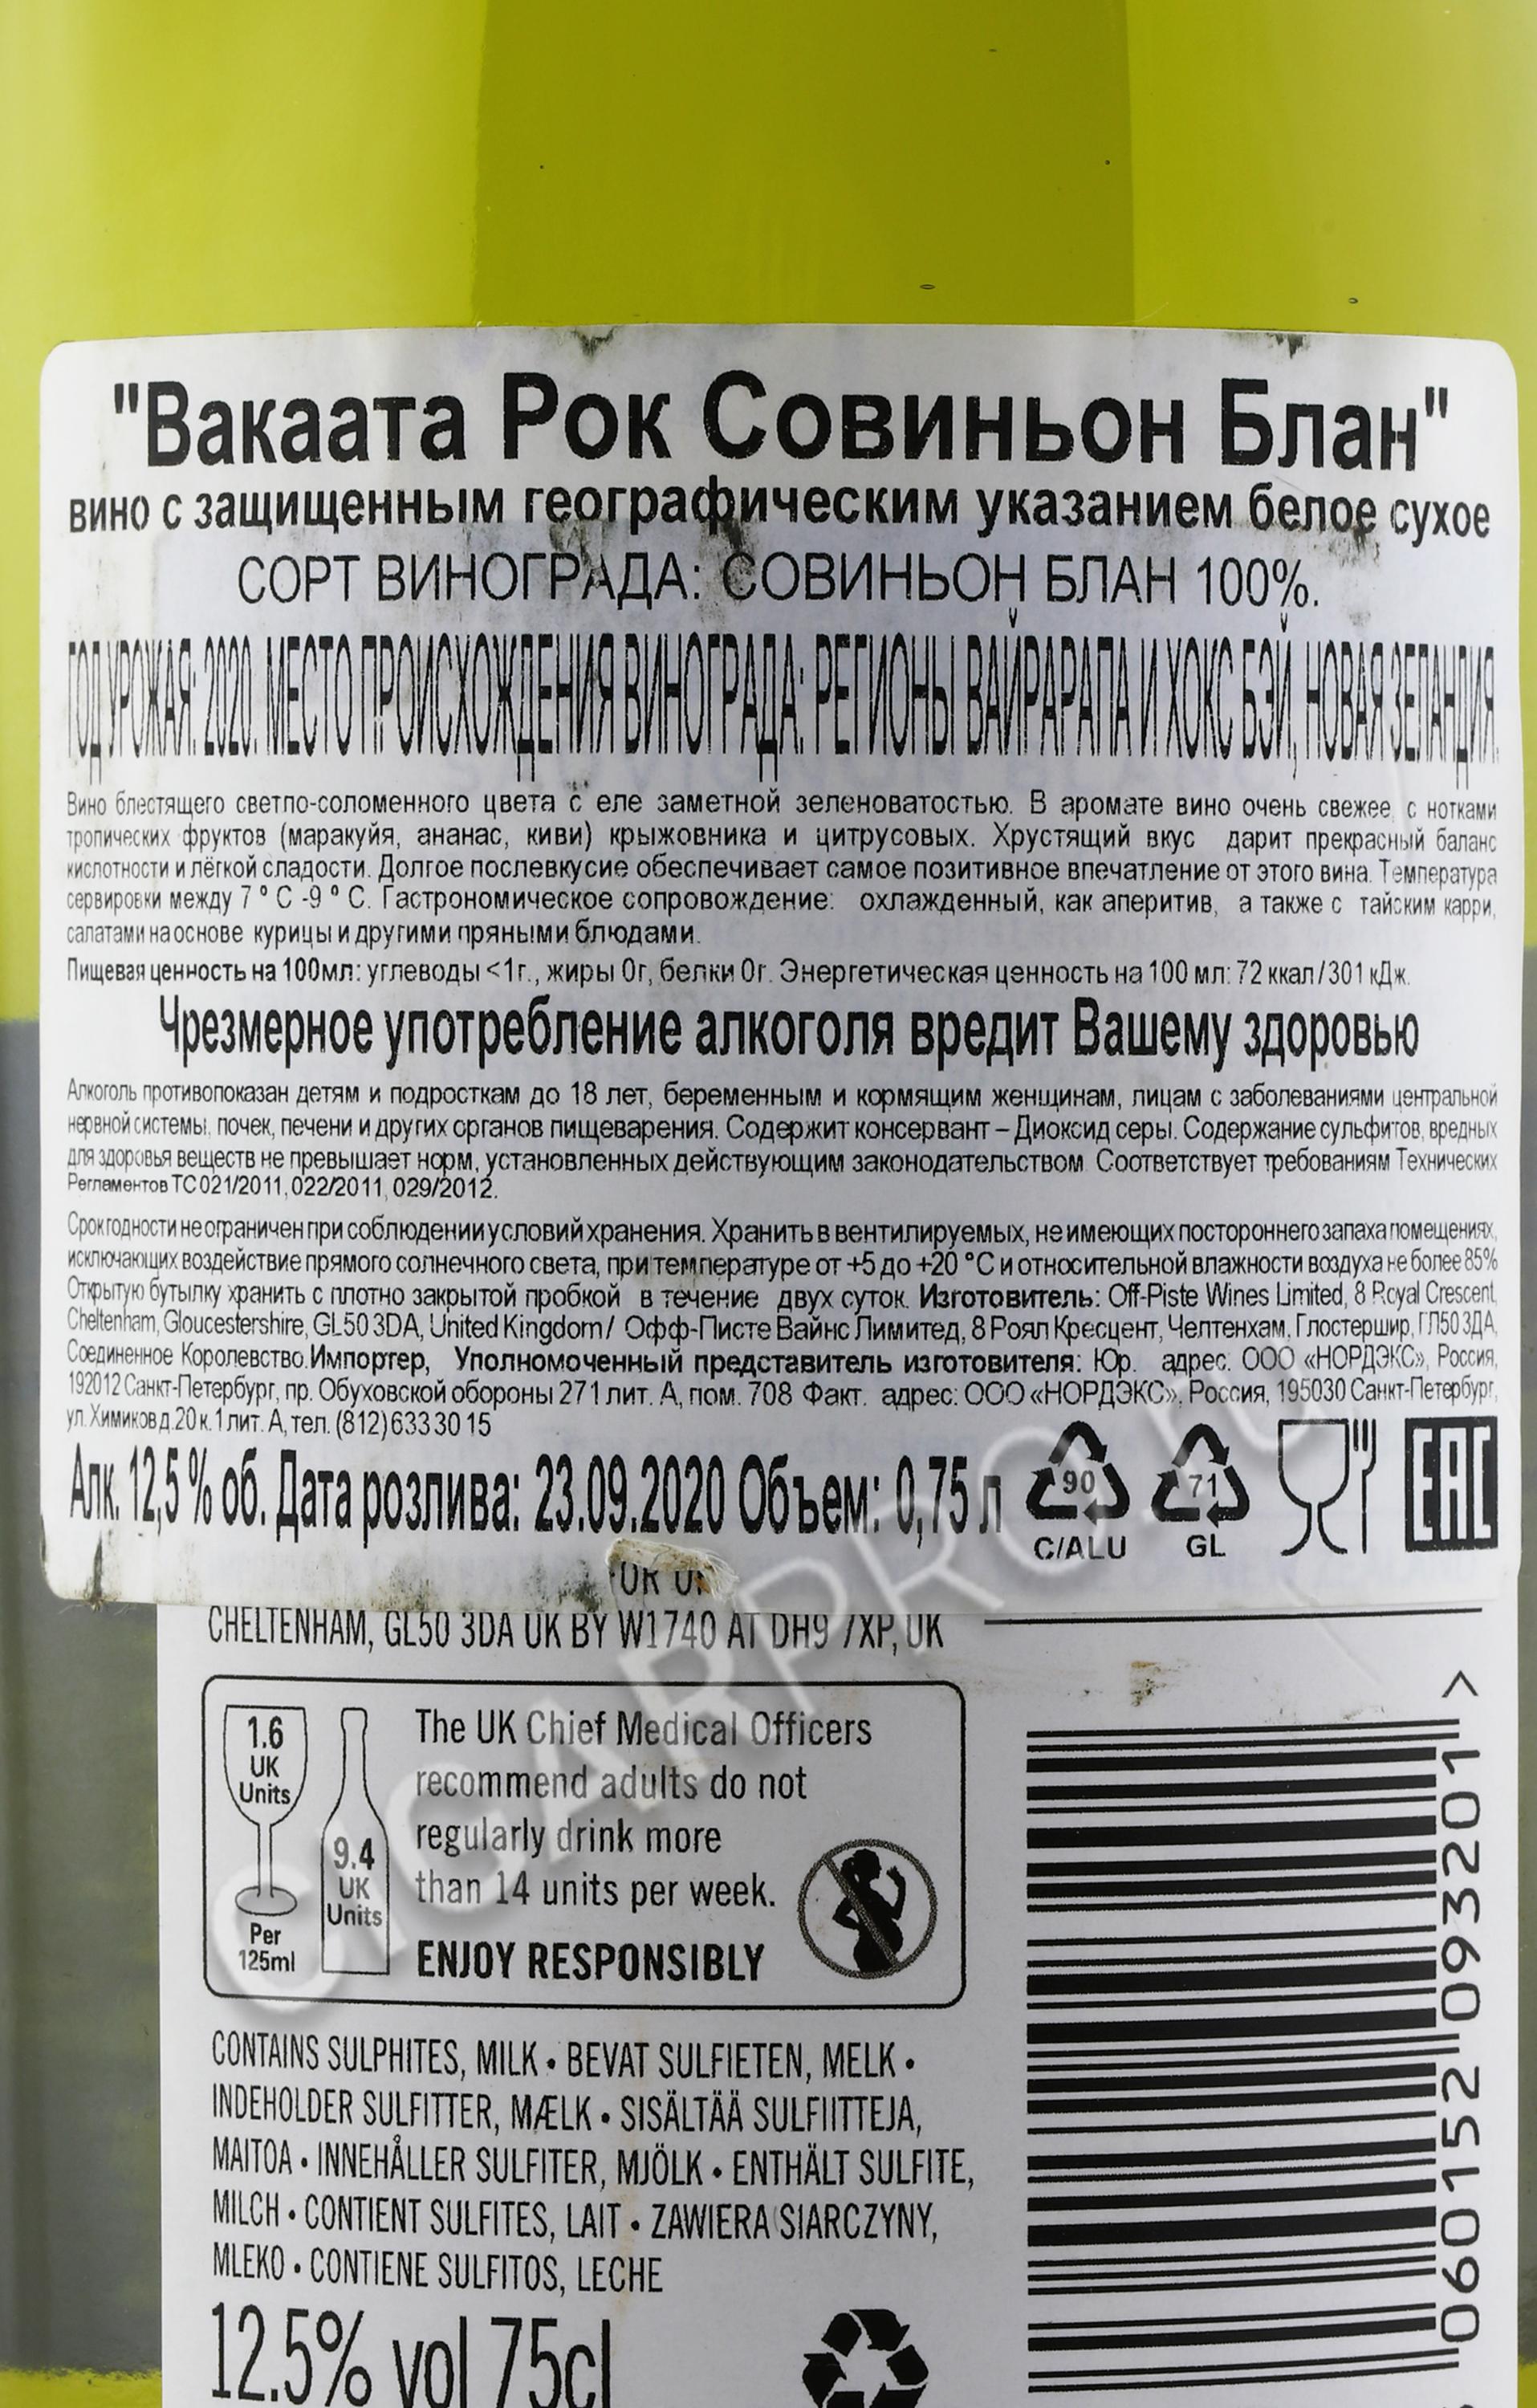 "Вакаата Рок Совиньон Блан"
вино с защищенным географическим указанием белое сухое
СОРТ ВИНОГРАДА: СОВИНЬОН БЛАН 100%.
ГОД УРОЖАЯ: 2020. МЕСТО ПРОИСХОЖДЕНИЯ ВИНОГРАДА: РЕГИОНЫ ВАЙРАРАПА И ХОКС БЭЙ, НОВАЯ ЗЕЛАНДИЯ.
Вино блестящего светло-соломенного цвета с еле заметной зеленоватостью. В аромате вино очень свежее, с нотками
тропических фруктов (маракуйя, ананас, киви) крыжовника и цитрусовых. Хрустящий вкус дарит прекрасный баланс
кислотности и лёгкой сладости. Долгое послевкусие обеспечивает самое позитивное впечатление от этого вина. Температура
сервировки между 7 ° С -9 ° С. Гастрономическое сопровождение: охлажденный, как аперитив, а также с тайским карри,
салатами на основе курицы и другими пряными блюдами.
Пищевая ценность на 100мл: углеводы <1г., жиры 0г, белки 0г. Энергетическая ценность на 100 мл: 72 ккал/301 кДж.
Чрезмерное употребление алкоголя вредит Вашему здоровью
Алкоголь противопоказан детям и подросткам до 18 лет, беременным и кормящим женщинам, лицам с заболеваниями центральной
нервной системы, почек, печени и других органов пищеварения. Содержит консервант – Диоксид серы. Содержание сульфитов, вредных
для здоровья веществ не превышает норм, установленных действующим законодательством. Соответствует требованиям Технических
Регламентов ТС 021/2011, 022/2011, 029/2012.
Срок годности не ограничен при соблюдении условий хранения. Хранить в вентилируемых, не имеющих постороннего запаха помещениях,
исключающих воздействие прямого солнечного света, при температуре от +5 до +20 °С и относительной влажности воздуха не более 85%
Открытую бутылку хранить с плотно закрытой пробкой в течение двух суток. Изготовитель: Off-Piste Wines Limited, 8 Royal Crescent,
Cheltenham, Gloucestershire, GL50 3DA, United Kingdom/ Офф-Писте Вайнс Лимитед, 8 Роял Кресцент, Челтенхам, Глостершир, ГЛ50 3ДА,
Соединенное Королевство.Импортер, Уполномоченный представитель изготовителя: Юр. адрес: ООО «НОРДЭКС», Россия,
192012 Санкт-Петербург, пр. Обуховской обороны 271 лит. А, пом. 708 Факт. адрес: ООО «НОРДЭКС», Россия, 195030 Санкт-Петербург,
ул. Химиков д.20 к.1 лит. А, тел. (812) 633 30 15
Алк. 12,5 % об. Дата розлива: 23.09.2020 Объем: 0,75 л
90
C/ALU
71
GL
EAC
CHELTENHAM, GL50 3DA UK BY W1740 AT DH9 7XP, UK
1.6
UK
Units
Per
125ml
9.4
UK
Units
The UK Chief Medical Officers
recommend adults do not
regularly drink more
than 14 units per week.
ENJOY RESPONSIBLY
CONTAINS SULPHITES, MILK • BEVAT SULFIETEN, MELK •
INDEHOLDER SULFITTER, MÆLK • SISÄLTÄÄ SULFIITTEJA,
MAITOA • INNEHÅLLER SULFITER, MJÖLK • ENTHÄLT SULFITE,
MILCH • CONTIENT SULFITES, LAIT • ZAWIERA SIARCZYNY,
MLEKO • CONTIENE SULFITOS, LECHE
12.5% vol 75cl
060152 093201 >
CIGARPRO.ru